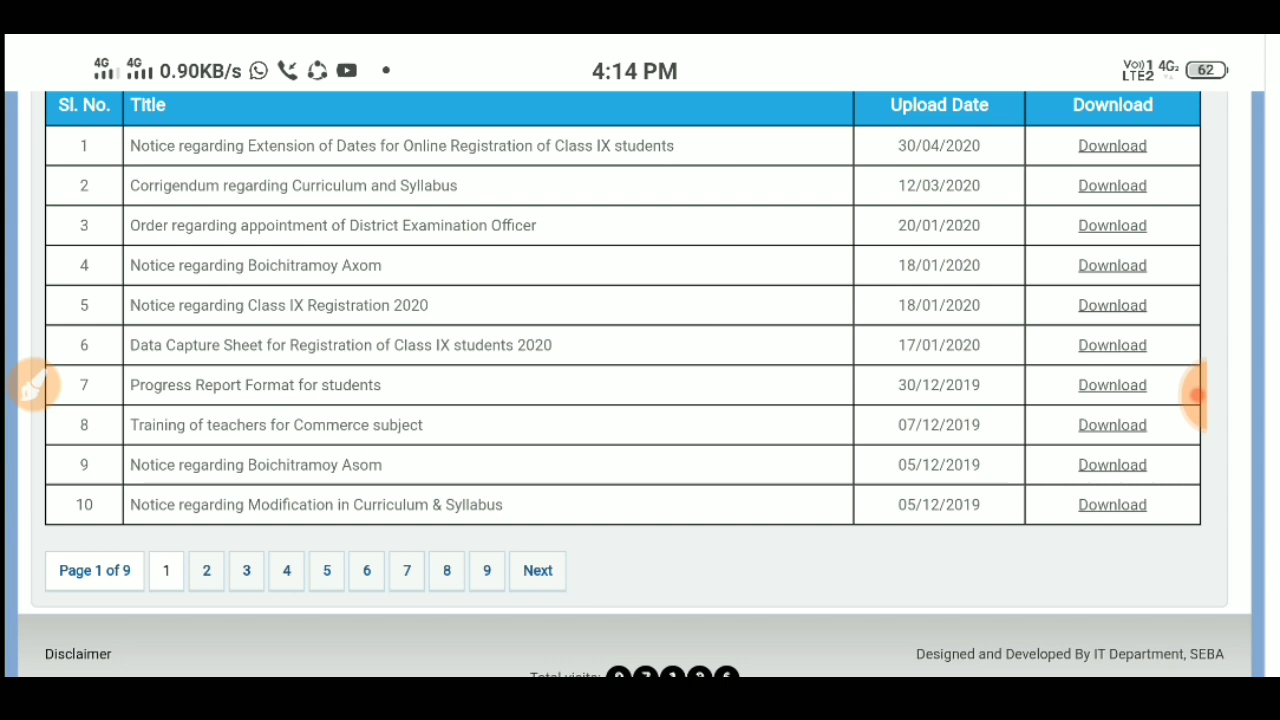 4G 4G 0.90KB/s 4:14 PM Vo) 1 LTE2 4G2 62
Sl. No. Title Upload Date Download
1 Notice regarding Extension of Dates for Online Registration of Class IX students 30/04/2020 Download
2 Corrigendum regarding Curriculum and Syllabus 12/03/2020 Download
3 Order regarding appointment of District Examination Officer 20/01/2020 Download
4 Notice regarding Boichitramoy Axom 18/01/2020 Download
5 Notice regarding Class IX Registration 2020 18/01/2020 Download
6 Data Capture Sheet for Registration of Class IX students 2020 17/01/2020 Download
7 Progress Report Format for students 30/12/2019 Download
8 Training of teachers for Commerce subject 07/12/2019 Download
9 Notice regarding Boichitramoy Asom 05/12/2019 Download
10 Notice regarding Modification in Curriculum & Syllabus 05/12/2019 Download
Page 1 of 9 1 2 3 4 5 6 7 8 9 Next
Disclaimer Designed and Developed By IT Department, SEBA
Total visits: